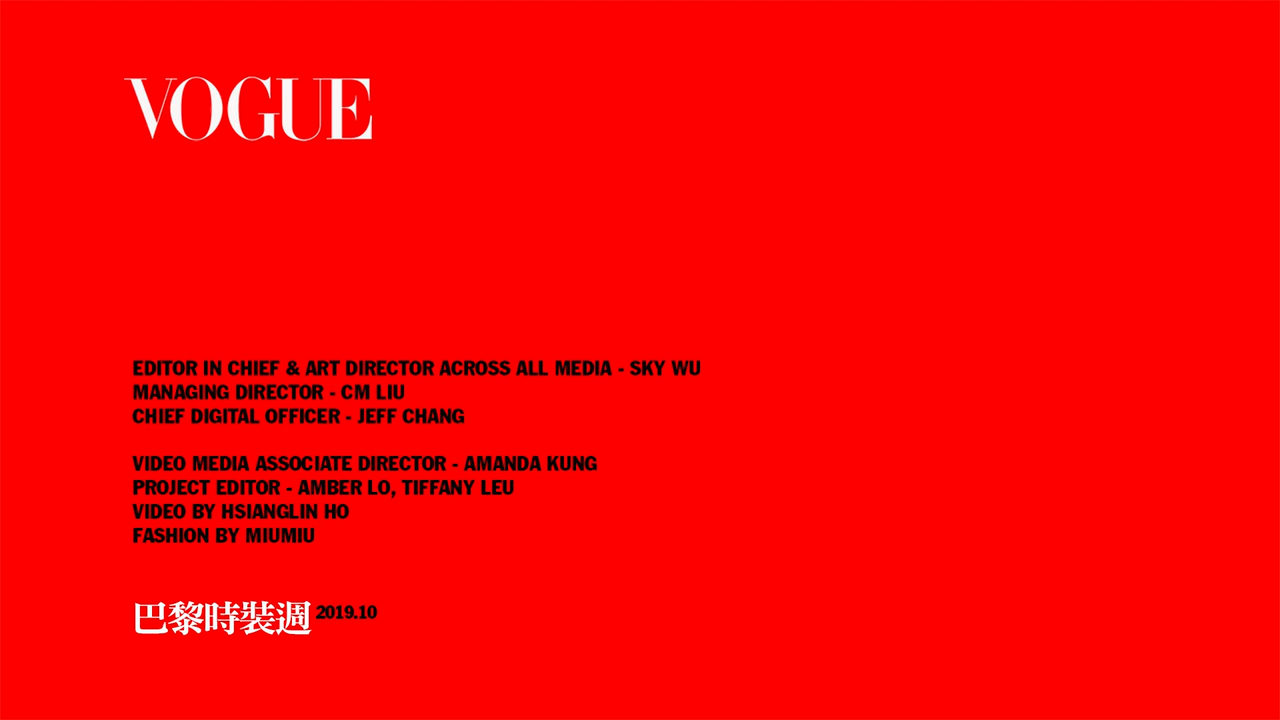 VOGUE
EDITOR IN CHIEF & ART DIRECTOR ACROSS ALL MEDIA - SKY WU
MANAGING DIRECTOR - CM LIU
CHIEF DIGITAL OFFICER - JEFF CHANG
VIDEO MEDIA ASSOCIATE DIRECTOR - AMANDA KUNG
PROJECT EDITOR - AMBER LO, TIFFANY LEU
VIDEO BY HSIANGLIN HO
FASHION BY MIUMIU
巴黎時裝週 2019.10